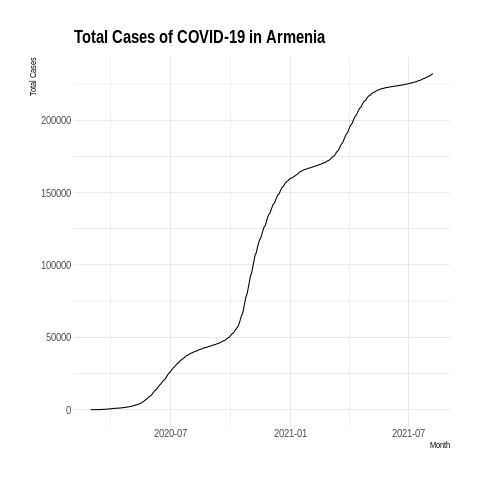 Total Cases of COVID-19 in Armenia
Total Cases
200000
150000
100000
50000
0
2020-07 2021-01 2021-07
Month